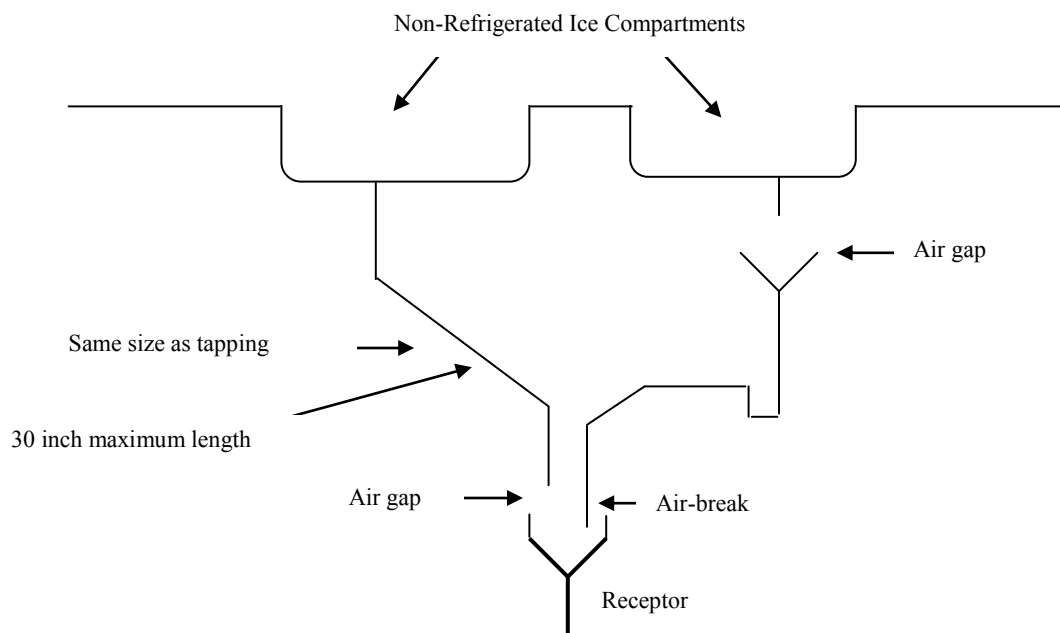 Non-Refrigerated Ice Compartments
Air gap
Same size as tapping
30 inch maximum length
Air gap
Air-break
Receptor